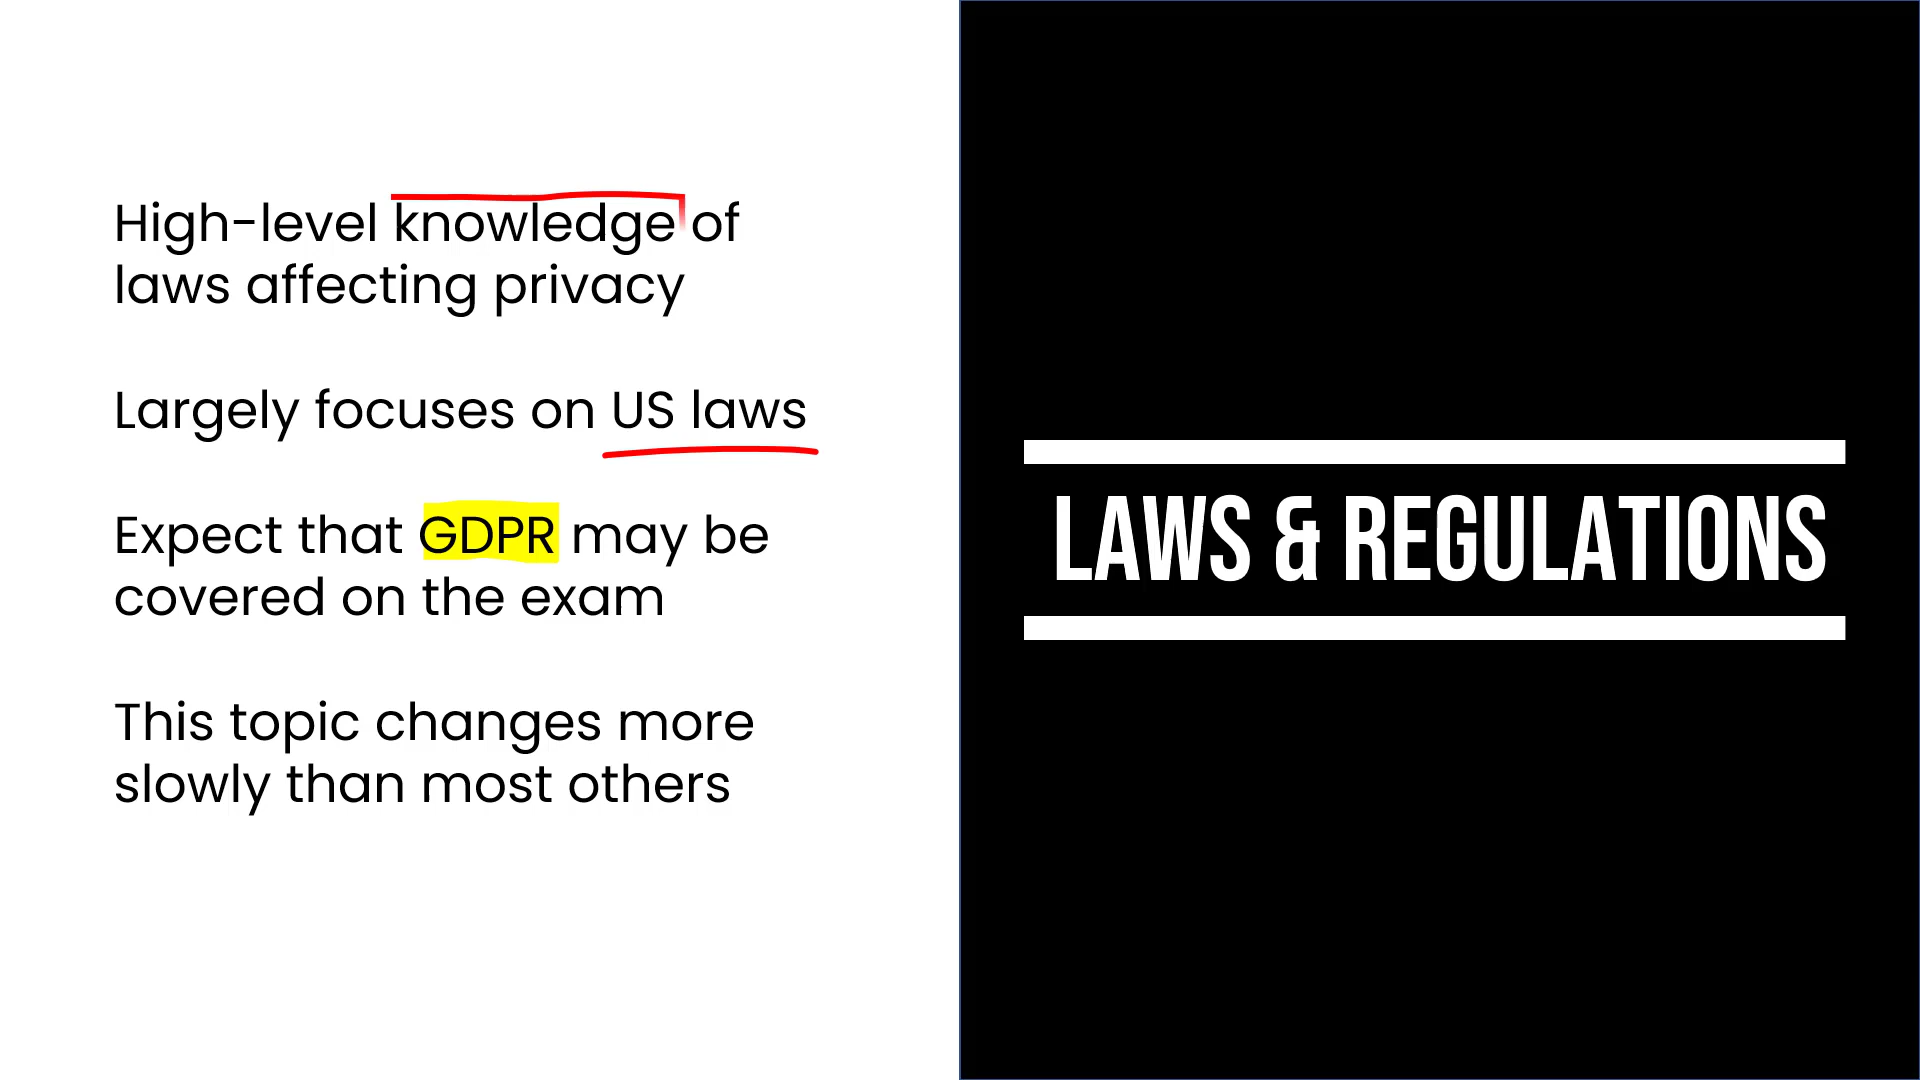 High-level knowledge of
laws affecting privacy
Largely focuses on US laws
Expect that GDPR may be
covered on the exam
This topic changes more
slowly than most others
LAWS & REGULATIONS